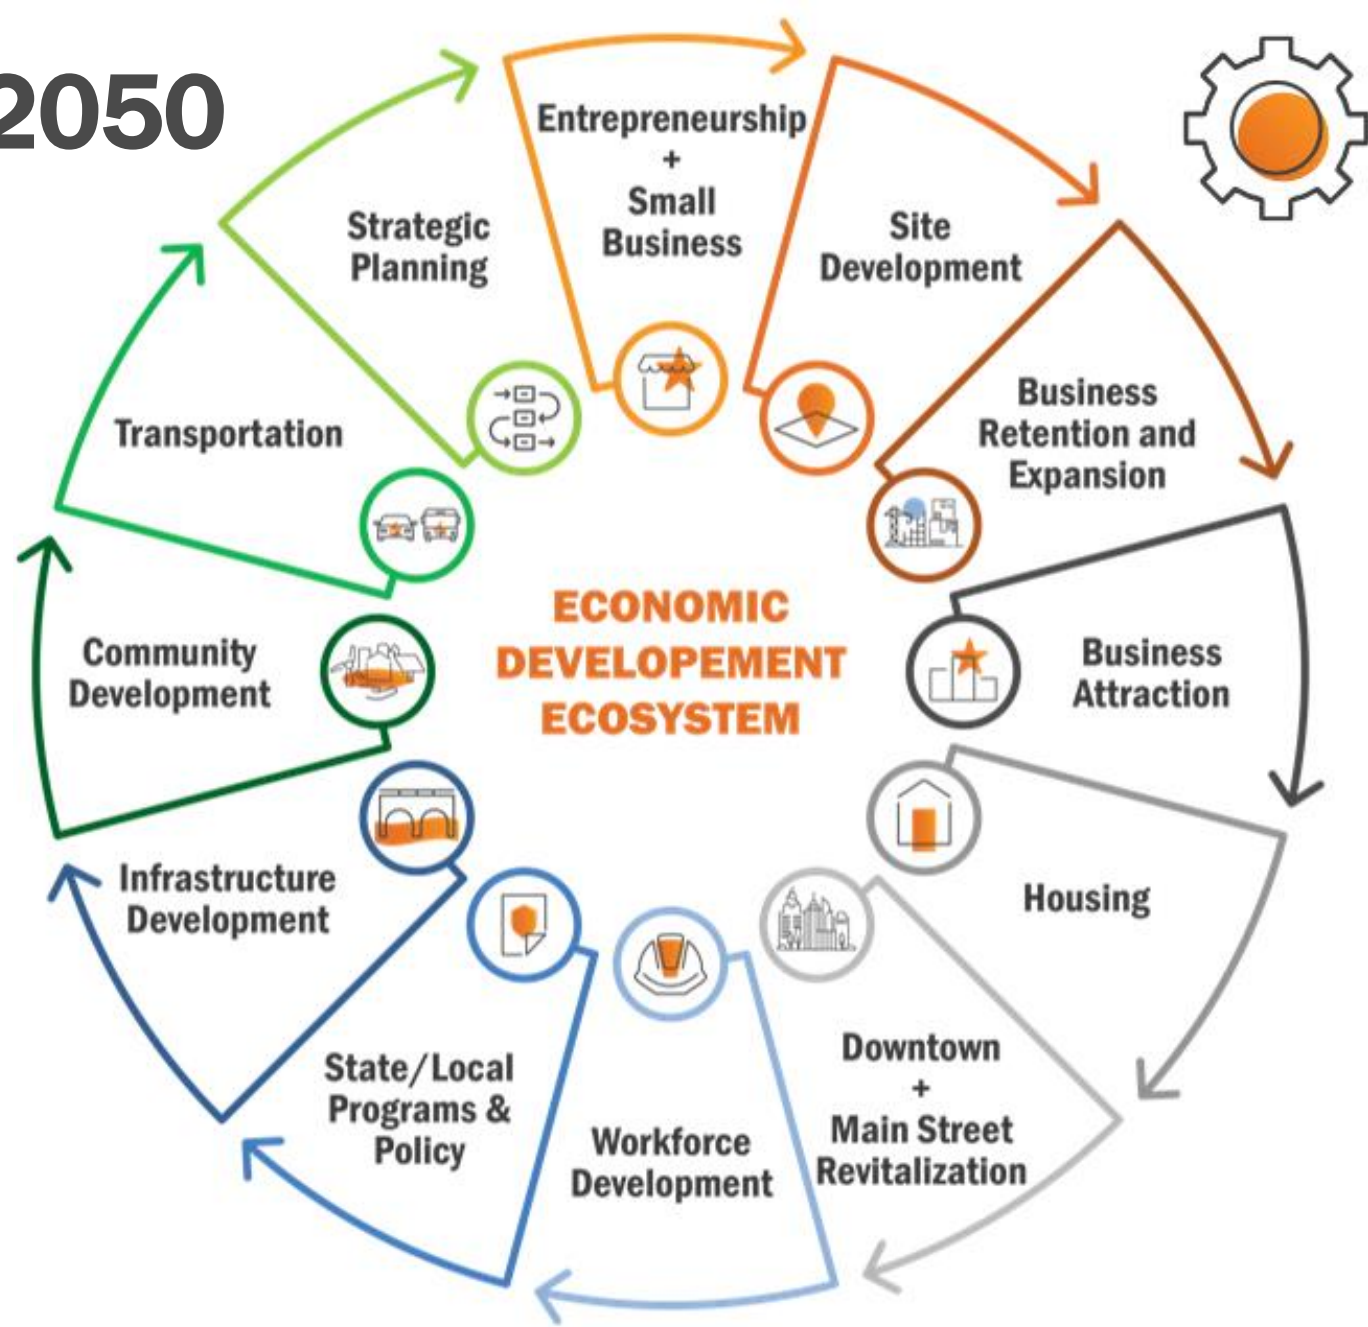 2050
Entrepreneurship
+
Small
Business
Site
Development
Business
Retention and
Expansion
Business
Attraction
Housing
Downtown
+
Main Street
Revitalization
Workforce
Development
State/Local
Programs &
Policy
Infrastructure
Development
Community
Development
Transportation
Strategic
Planning
ECONOMIC
DEVELOPEMENT
ECOSYSTEM